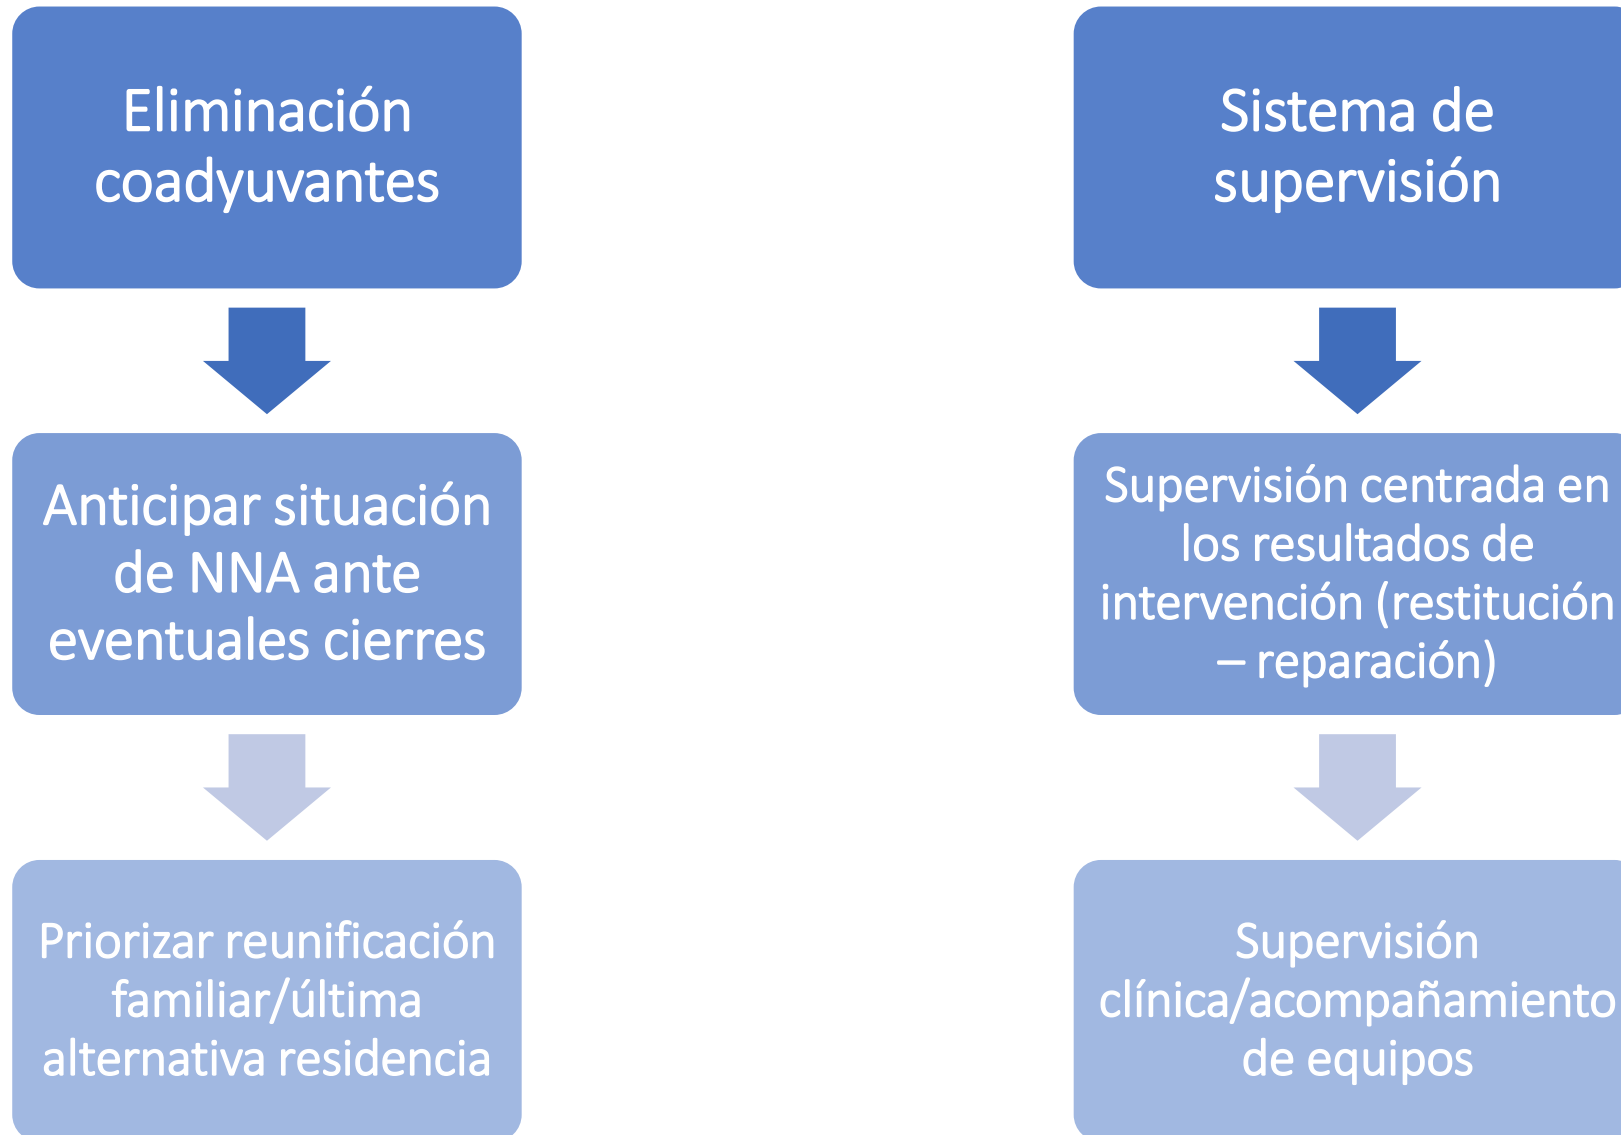 Eliminación
coadyuvantes
Anticipar situación
de NNA ante
eventuales cierres
Priorizar reunificación
familiar/última
alternativa residencia
Sistema de
supervisión
Supervisión centrada en
los resultados de
intervención (restitución
– reparación)
Supervisión
clínica/acompañamiento
de equipos